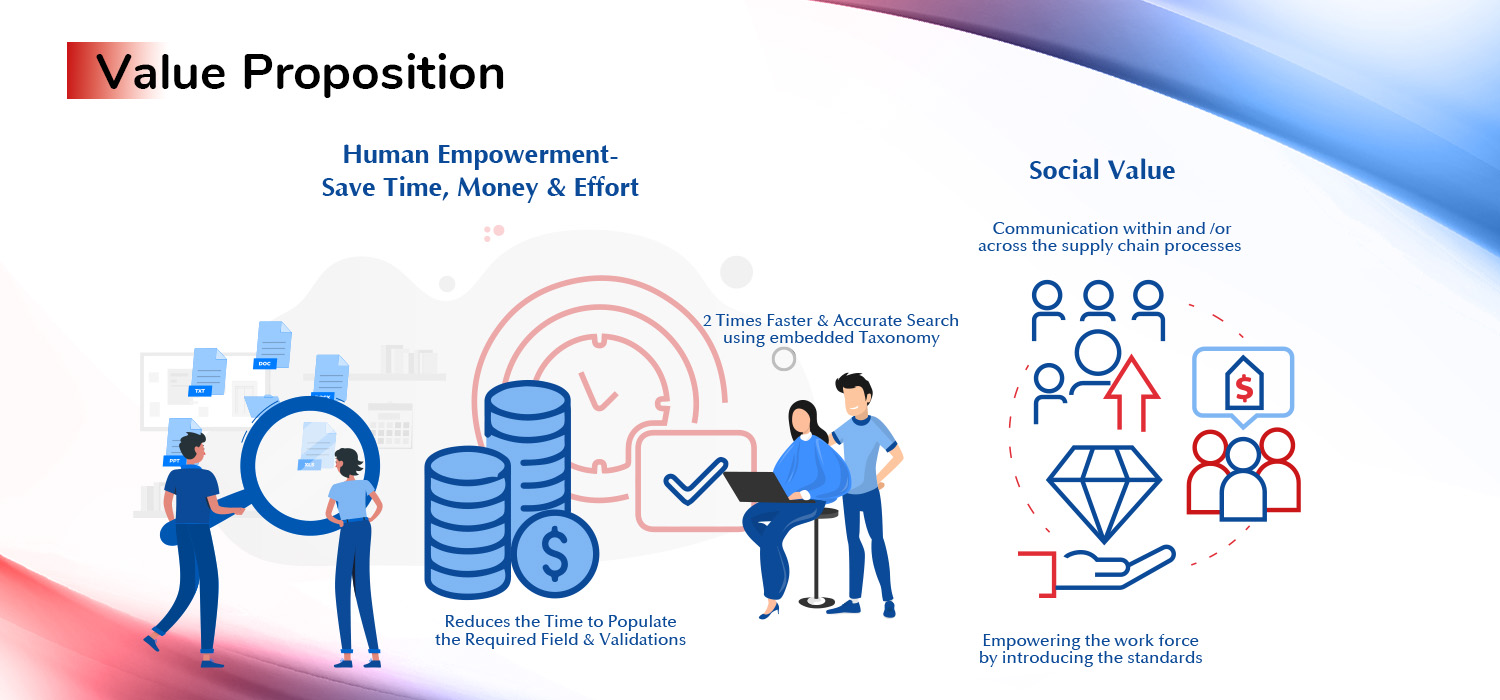 Value Proposition
Human Empowerment-
Save Time, Money & Effort
Social Value
Communication within and /or
across the supply chain processes
2 Times Faster & Accurate Search
using embedded Taxonomy
DOC
TXT
PPT
$
$
Reduces the Time to Populate
the Required Field & Validations
Empowering the work force
by introducing the standards